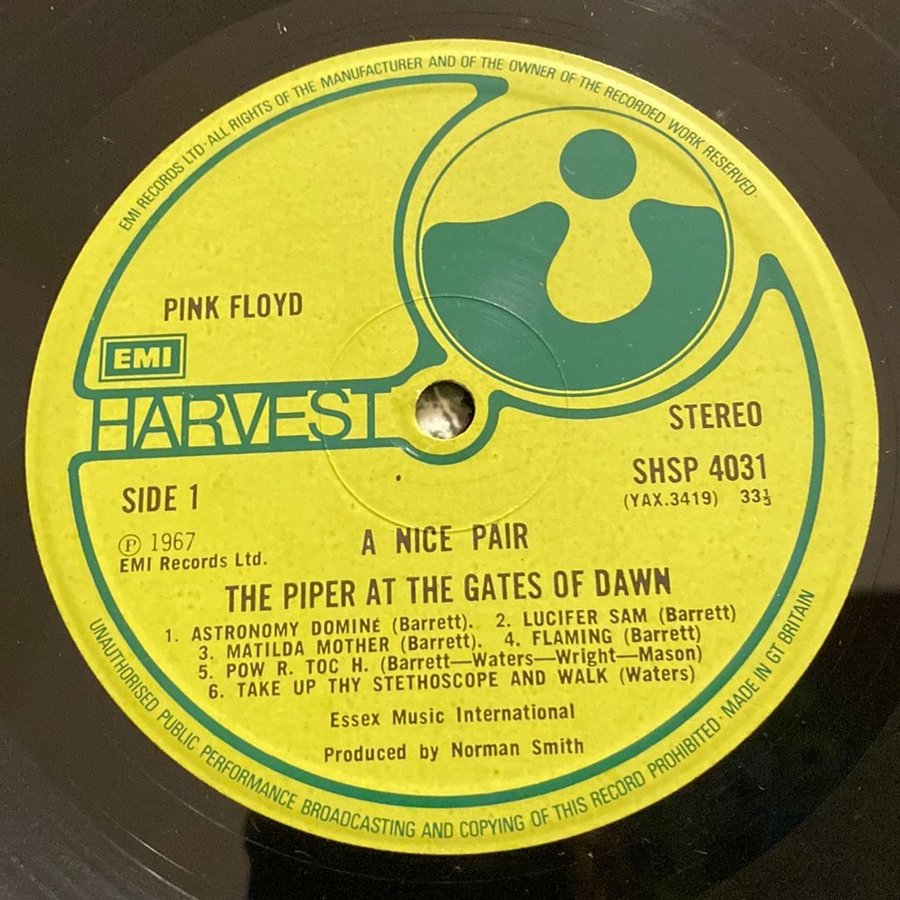 EMI RECORDS LTD·ALL RIGHTS OF THE MANUFACTURER AND OF THE OWNER OF THE RECORDED WORK RESERVED·
PINK FLOYD
EMI
HARVEST
STEREO
SHSP 4031
(YAX.3419) 33⅓
SIDE 1
℗ 1967
EMI Records Ltd.
A NICE PAIR
THE PIPER AT THE GATES OF DAWN
1. ASTRONOMY DOMINÉ (Barrett). 2. LUCIFER SAM (Barrett)
3. MATILDA MOTHER (Barrett). 4. FLAMING (Barrett)
5. POW R. TOC H. (Barrett—Waters—Wright—Mason)
6. TAKE UP THY STETHOSCOPE AND WALK (Waters)
Essex Music International
Produced by Norman Smith
UNAUTHORISED PUBLIC PERFORMANCE BROADCASTING AND COPYING OF THIS RECORD PROHIBITED·MADE IN GT BRITAIN